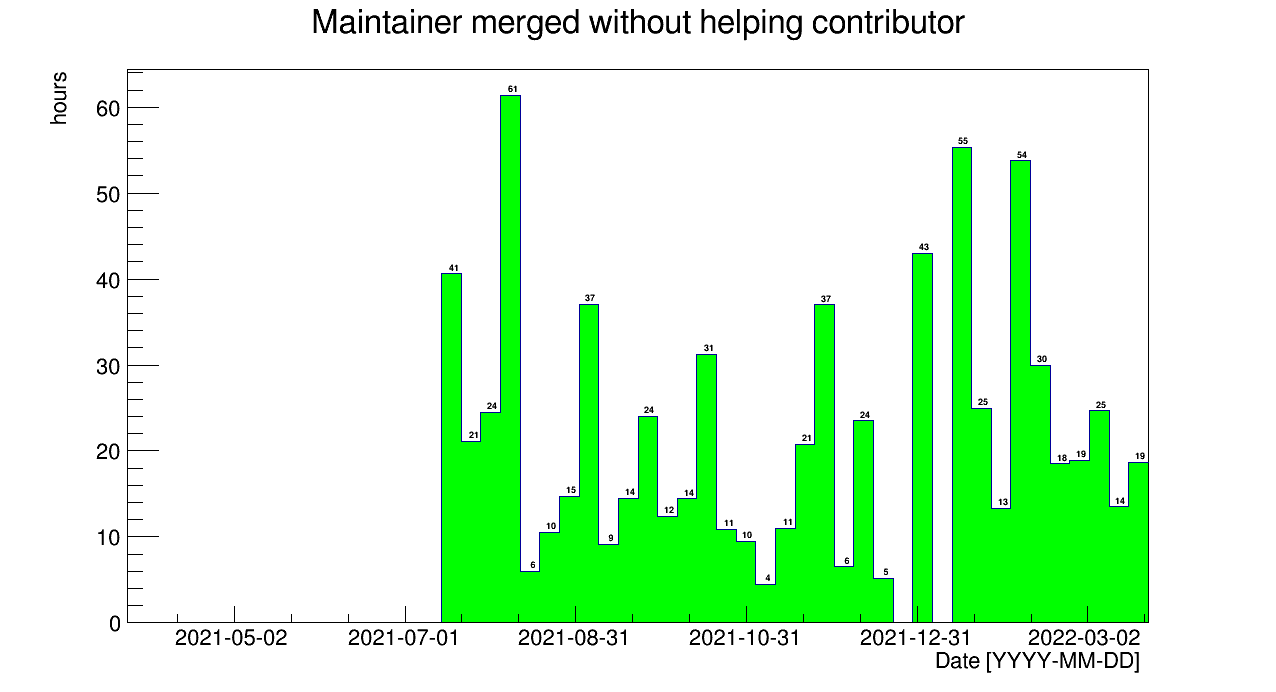 Maintainer merged without helping contributor
hours
60
50
40
30
20
10
0
41 21 24 61 6 10 15 37 9 14 24 12 14 31 11 10 4 11 21 37 6 24 5 43 55 25 13 54 30 18 19 25 14 19
2021-05-02 2021-07-01 2021-08-31 2021-10-31 2021-12-31 2022-03-02
Date [YYYY-MM-DD]